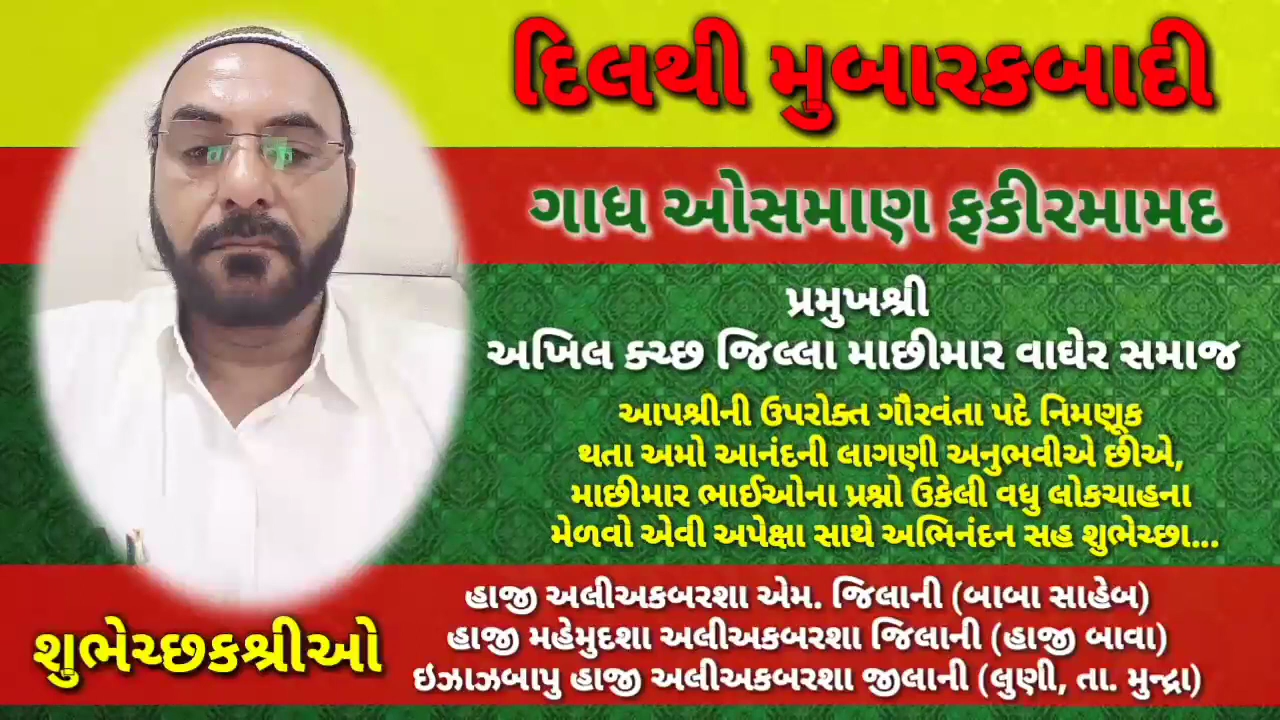 દિલથી મુબારકબાદી
ગાધ ઓસમાણ ફકીરમામદ
પ્રમુખશ્રી
અખિલ કચ્છ જિલ્લા માછીમાર વાઘેર સમાજ
આપશ્રીની ઉપરોક્ત ગૌરવંતા પદે નિમણૂક
થતા અમો આનંદની લાગણી અનુભવીએ છીએ,
માછીમાર ભાઈઓના પ્રશ્નો ઉકેલી વધુ લોકચાહના
મેળવો એવી અપેક્ષા સાથે અભિનંદન સહ શુભેચ્છા...
શુભેચ્છકશ્રીઓ
હાજી અલીઅકબરશા એમ. જિલાની (બાબા સાહેબ)
હાજી મહેમુદશા અલીઅકબરશા જિલાની (હાજી બાવા)
ઇઝાઝબાપુ હાજી અલીઅકબરશા જીલાની (લુણી, તા. મુન્દ્રા)